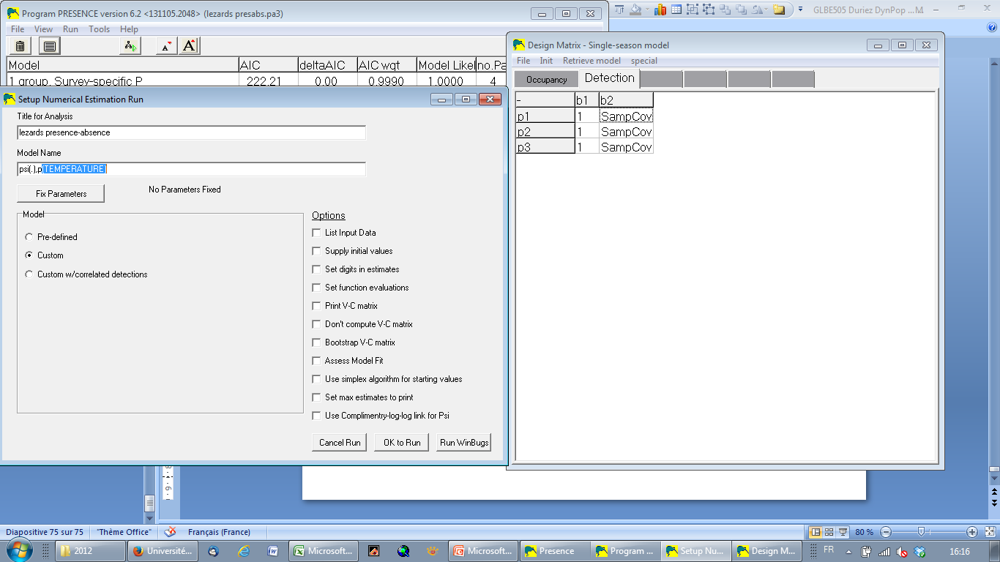 Program PRESENCE version 6.2 <131105.2048> (lezards presabs.pa3)
File View Run Tools Help
A A
Model AIC deltaAIC AIC wgt Model Likel no.Pa
1 group, Survey-specific P 222.21 0.00 0.9990 1.0000 4
GLBE505 Duriez DynPop ...M...
Setup Numerical Estimation Run
Title for Analysis
lezards presence-absence
Model Name
psi(.),p(TEMPERATURE)
Fix Parameters
No Parameters Fixed
Model
Pre-defined
Custom
Custom w/correlated detections
Options
List Input Data
Supply initial values
Set digits in estimates
Set function evaluations
Print V-C matrix
Don't compute V-C matrix
Bootstrap V-C matrix
Assess Model Fit
Use simplex algorithm for starting values
Set max estimates to print
Use Complimentry-log-log link for Psi
Cancel Run
OK to Run
Run WinBugs
Design Matrix - Single-season model
File Init Retrieve model special
Occupancy Detection
- b1 b2
p1 1 SampCov
p2 1 SampCov
p3 1 SampCov
Diapositive 75 sur 75 "Thème Office" Français (France)
80 %
2012
Université...
Microsoft...
Microsoft...
Presence
Program ...
Setup Nu...
Design M...
FR
16:16